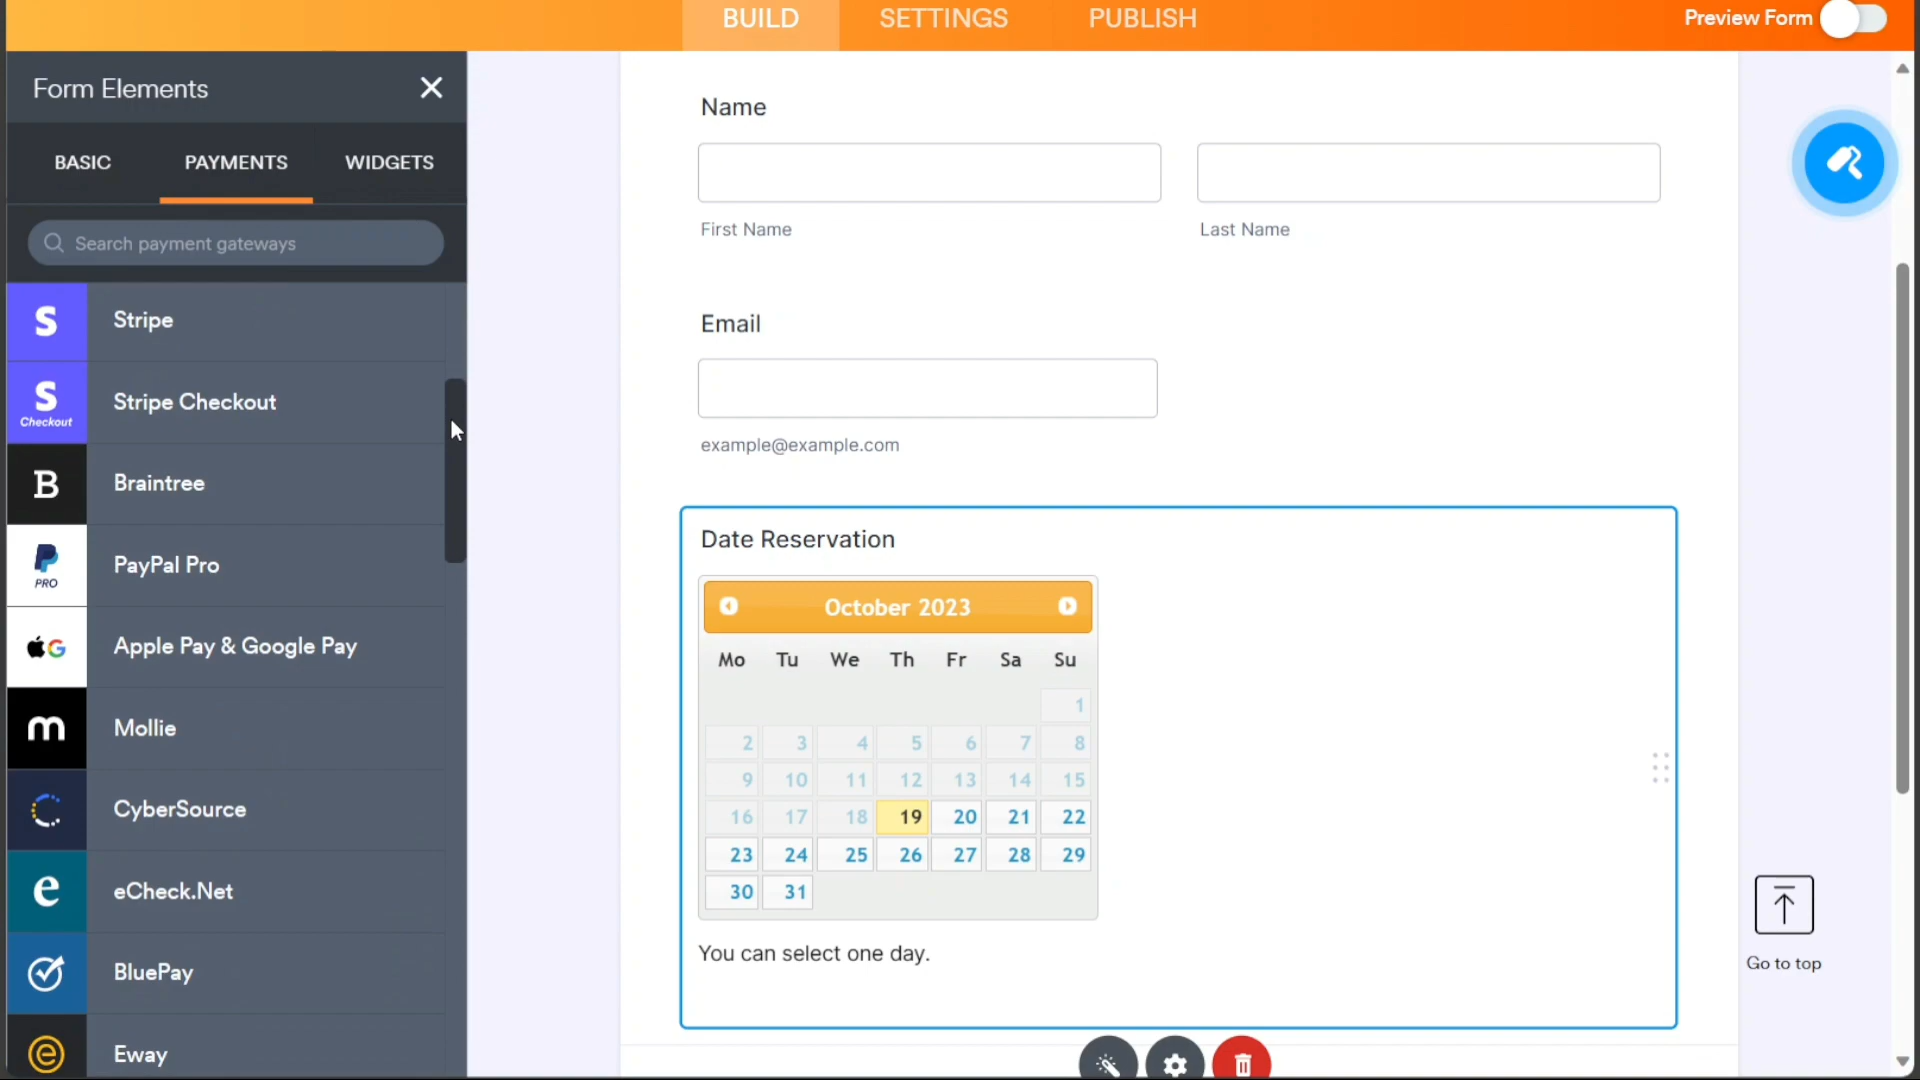 BUILD SETTINGS PUBLISH Preview Form
Form Elements
BASIC PAYMENTS WIDGETS
Search payment gateways
S Stripe
S Checkout Stripe Checkout
B Braintree
PRO PayPal Pro
G Apple Pay & Google Pay
m Mollie
CyberSource
e eCheck.Net
BluePay
e Eway
Name
First Name Last Name
Email
example@example.com
Date Reservation
October 2023
Mo Tu We Th Fr Sa Su
1
2 3 4 5 6 7 8
9 10 11 12 13 14 15
16 17 18 19 20 21 22
23 24 25 26 27 28 29
30 31
You can select one day.
Go to top